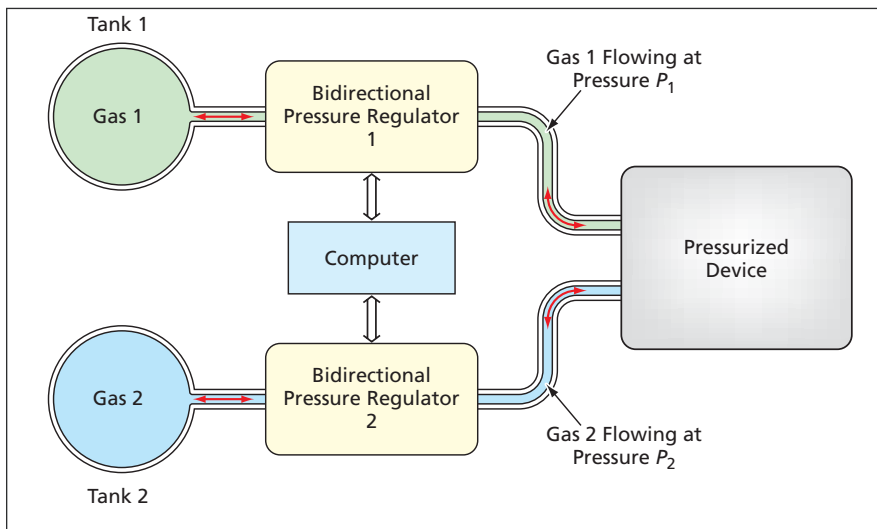 Tank 1
Gas 1
Bidirectional
Pressure Regulator
1
Gas 1 Flowing at
Pressure P₁
Computer
Pressurized
Device
Gas 2
Bidirectional
Pressure Regulator
2
Gas 2 Flowing at
Pressure P₂
Tank 2